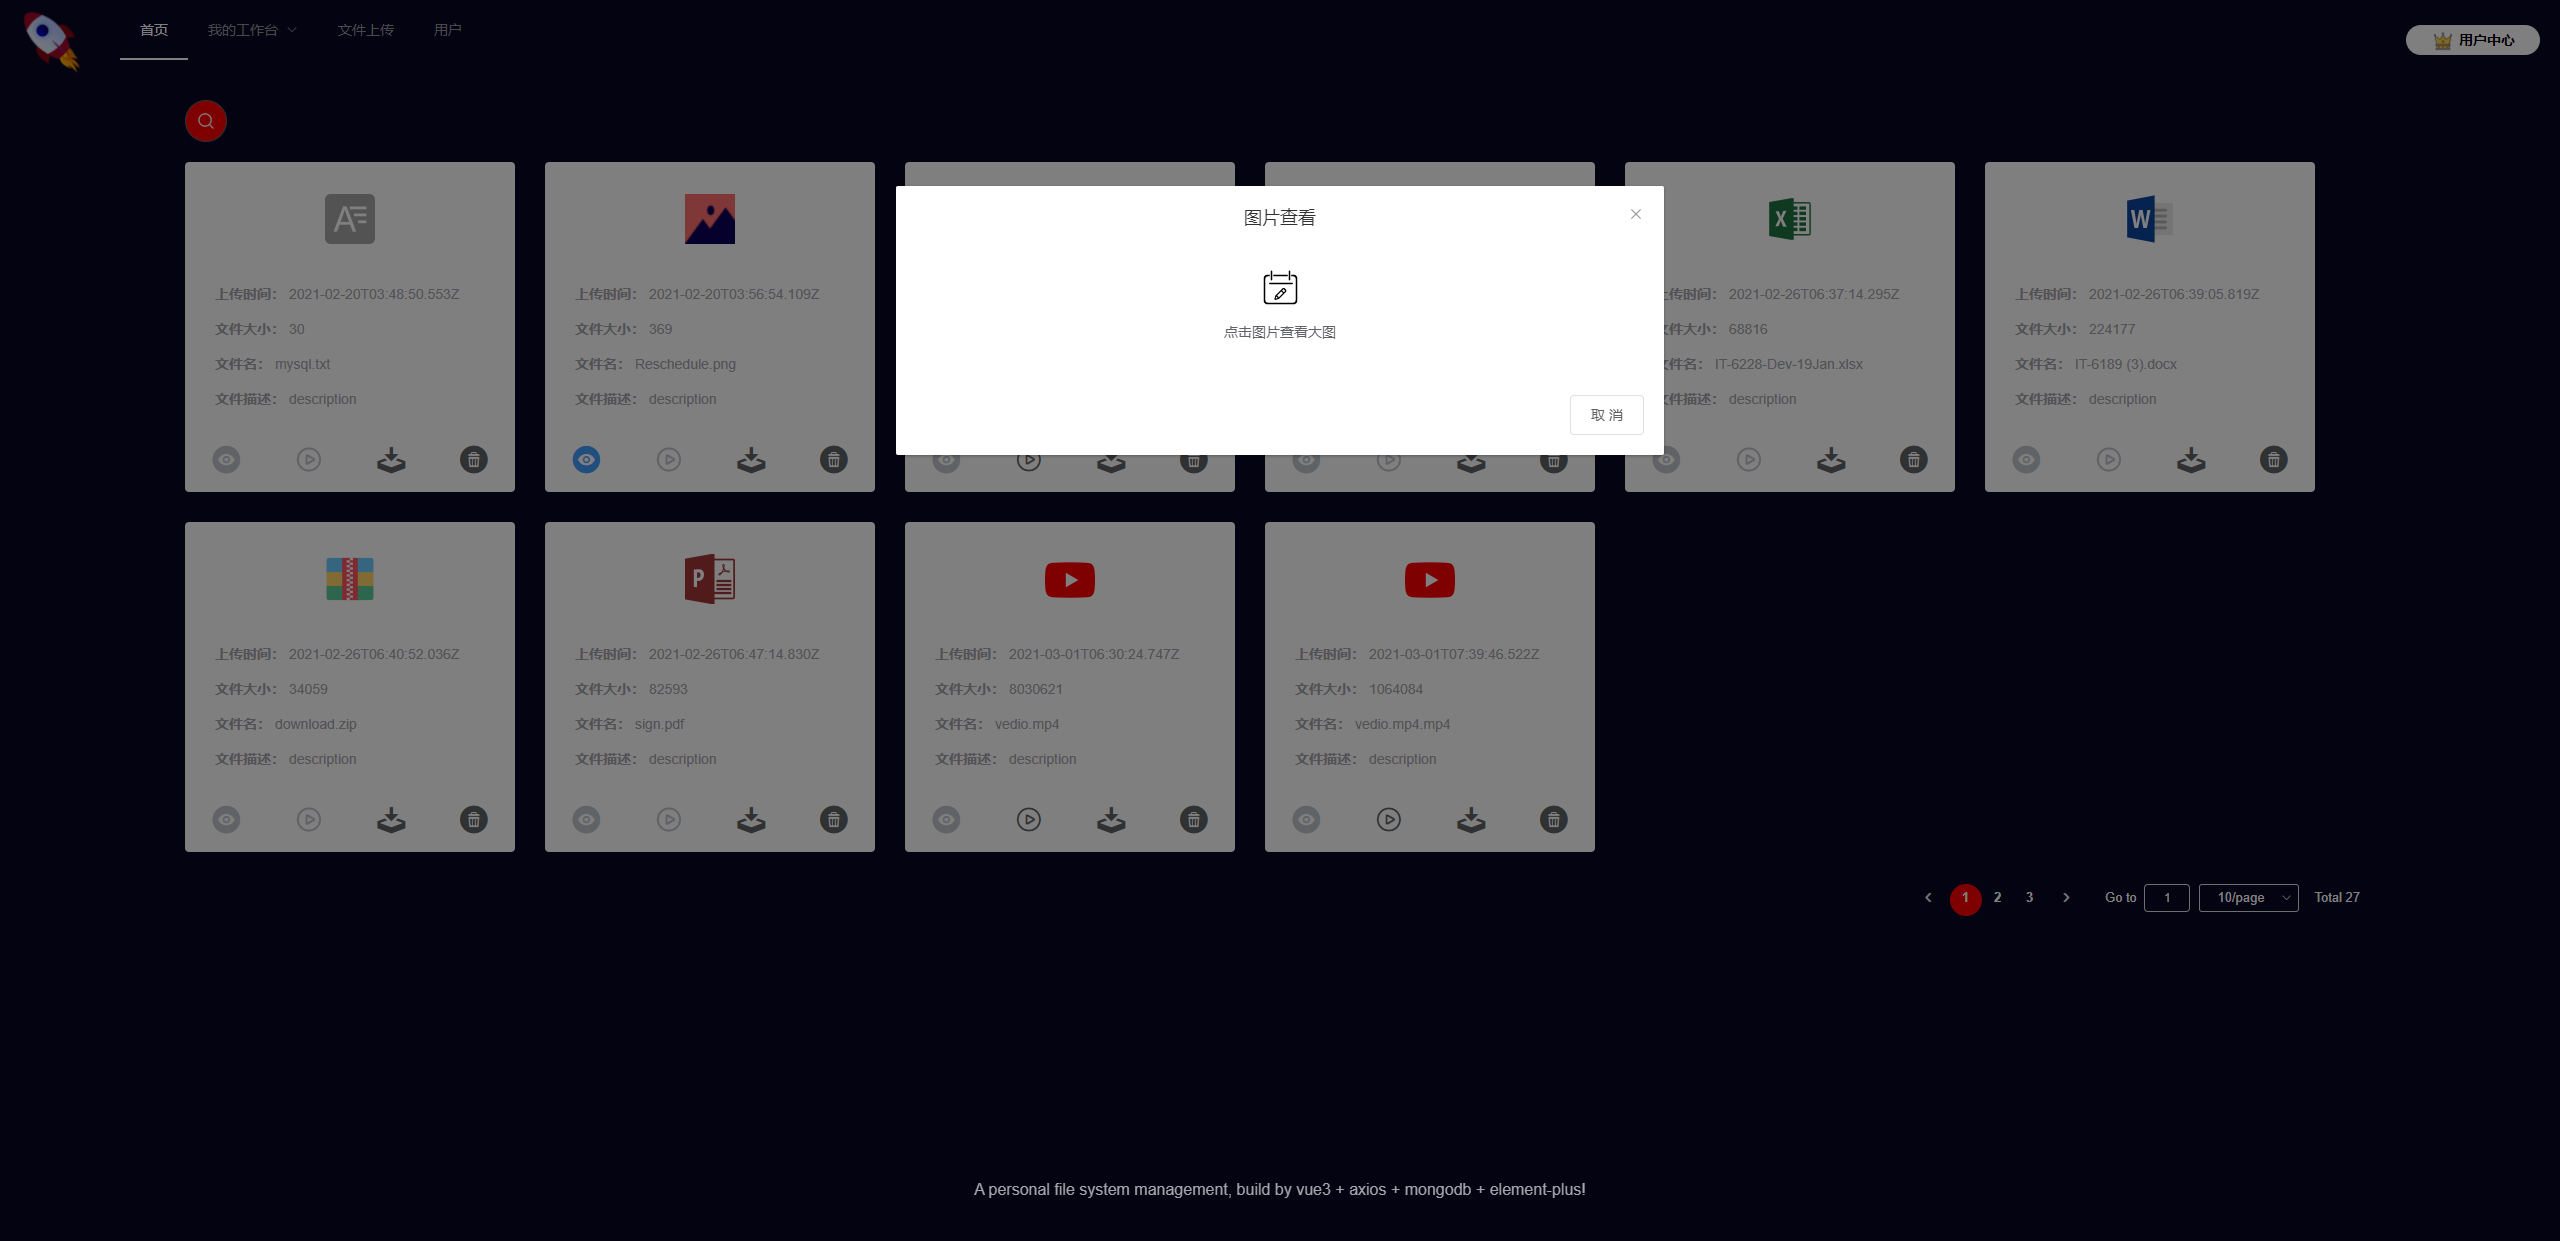 首页 我的工作台 文件上传 用户 用户中心
图片查看
点击图片查看大图
取 消
上传时间： 2021-02-20T03:48:50.553Z
文件大小： 30
文件名： mysql.txt
文件描述： description
上传时间： 2021-02-20T03:56:54.109Z
文件大小： 369
文件名： Reschedule.png
文件描述： description
上传时间： 2021-02-26T06:37:14.295Z
文件大小： 68816
文件名： IT-6228-Dev-19Jan.xlsx
文件描述： description
上传时间： 2021-02-26T06:39:05.819Z
文件大小： 224177
文件名： IT-6189 (3).docx
文件描述： description
上传时间： 2021-02-26T06:40:52.036Z
文件大小： 34059
文件名： download.zip
文件描述： description
上传时间： 2021-02-26T06:47:14.830Z
文件大小： 82593
文件名： sign.pdf
文件描述： description
上传时间： 2021-03-01T06:30:24.747Z
文件大小： 8030621
文件名： vedio.mp4
文件描述： description
上传时间： 2021-03-01T07:39:46.522Z
文件大小： 1064084
文件名： vedio.mp4.mp4
文件描述： description
1 2 3 Go to 1 10/page Total 27
A personal file system management, build by vue3 + axios + mongodb + element-plus!